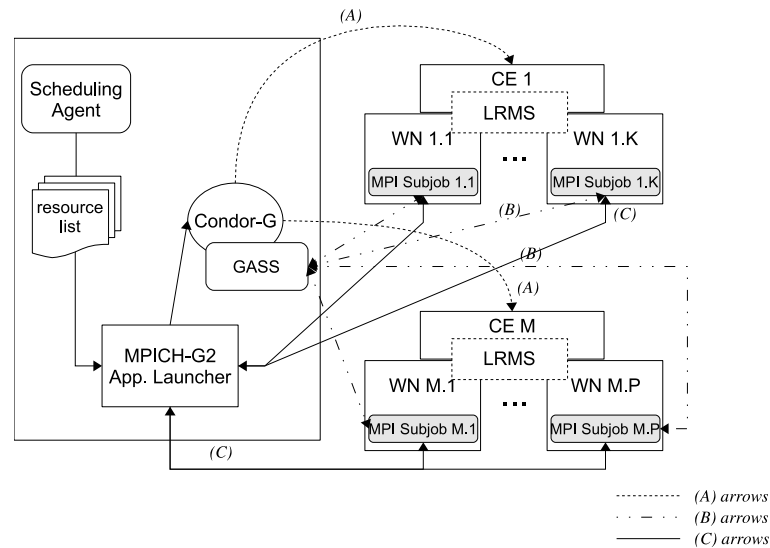 (A)
Scheduling
Agent
CE 1
LRMS
WN 1.1
WN 1.K
...
MPI Subjob 1.1
MPI Subjob 1.K
resource
list
Condor-G
(B)
(C)
GASS
(B)
(A)
CE M
MPICH-G2
App. Launcher
LRMS
WN M.1
WN M.P
...
MPI Subjob M.1
MPI Subjob M.P
(C)
(A) arrows
(B) arrows
(C) arrows